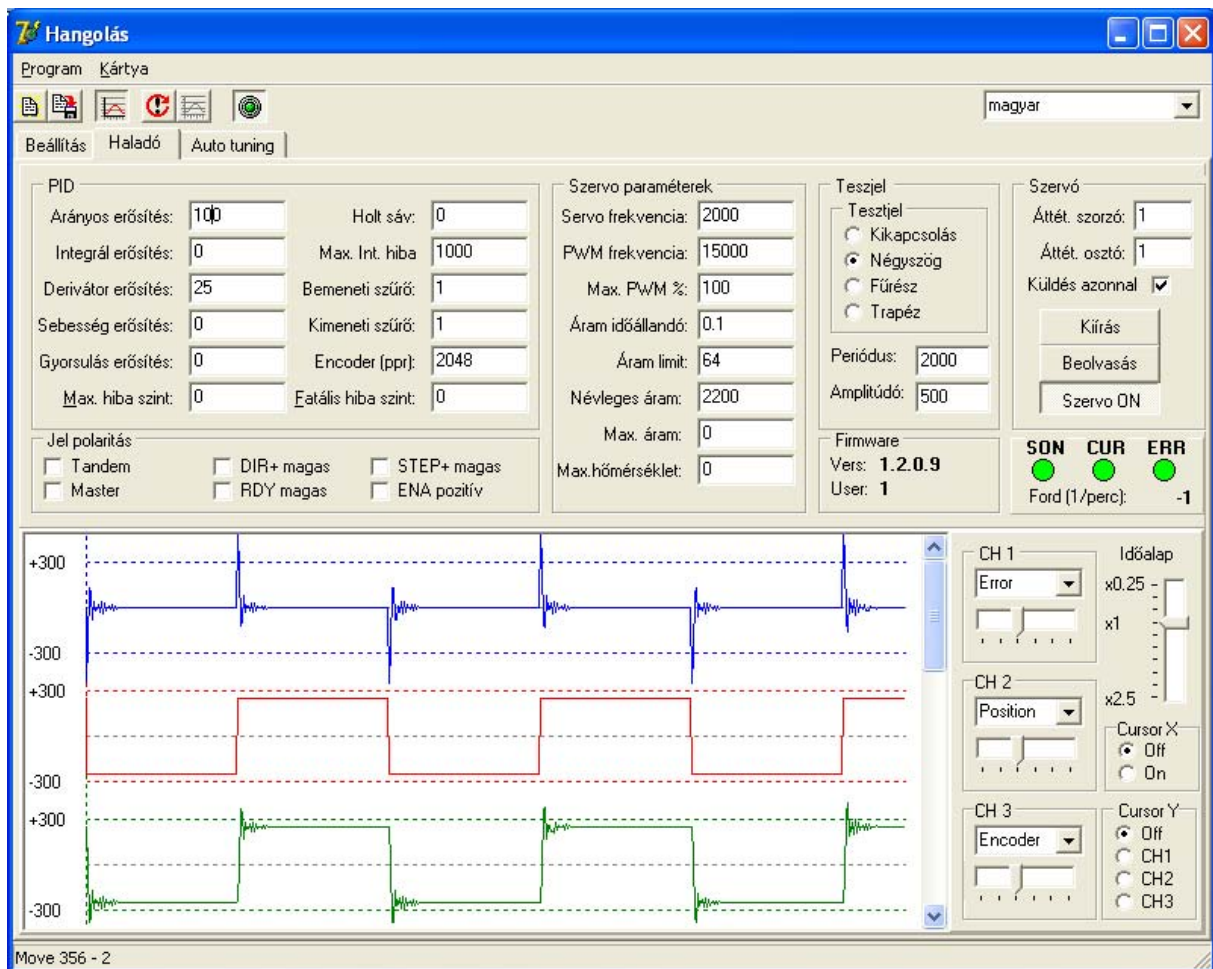 Hangolás
Program Kártya
magyar
Beállítás Haladó Auto tuning
PID
Arányos erősítés: 100
Integrál erősítés: 0
Derivátor erősítés: 25
Sebesség erősítés: 0
Gyorsulás erősítés: 0
Max. hiba szint: 0
Holt sáv: 0
Max. Int. hiba 1000
Bemeneti szűrő: 1
Kimeneti szűrő: 1
Encoder (ppr): 2048
Fatális hiba szint: 0
Jel polaritás
Tandem DIR+ magas STEP+ magas
Master RDY magas ENA pozitív
Szervo paraméterek
Servo frekvencia: 2000
PWM frekvencia: 15000
Max. PWM %: 100
Áram időállandó: 0.1
Áram limit: 64
Névleges áram: 2200
Max. áram: 0
Max.hőmérséklet: 0
Teszjel
Tesztjel
Kikapcsolás
Négyszög
Fűrész
Trapéz
Periódus: 2000
Amplitúdó: 500
Firmware
Vers: 1.2.0.9
User: 1
Szervó
Áttét. szorzó: 1
Áttét. osztó: 1
Küldés azonnal
Kiírás
Beolvasás
Szervo ON
SON CUR ERR
Ford (1/perc): -1
+300
-300
+300
-300
+300
-300
CH 1
Error
CH 2
Position
CH 3
Encoder
Időalap
x0.25
x1
x2.5
Cursor X
Off
On
Cursor Y
Off
CH1
CH2
CH3
Move 356 - 2